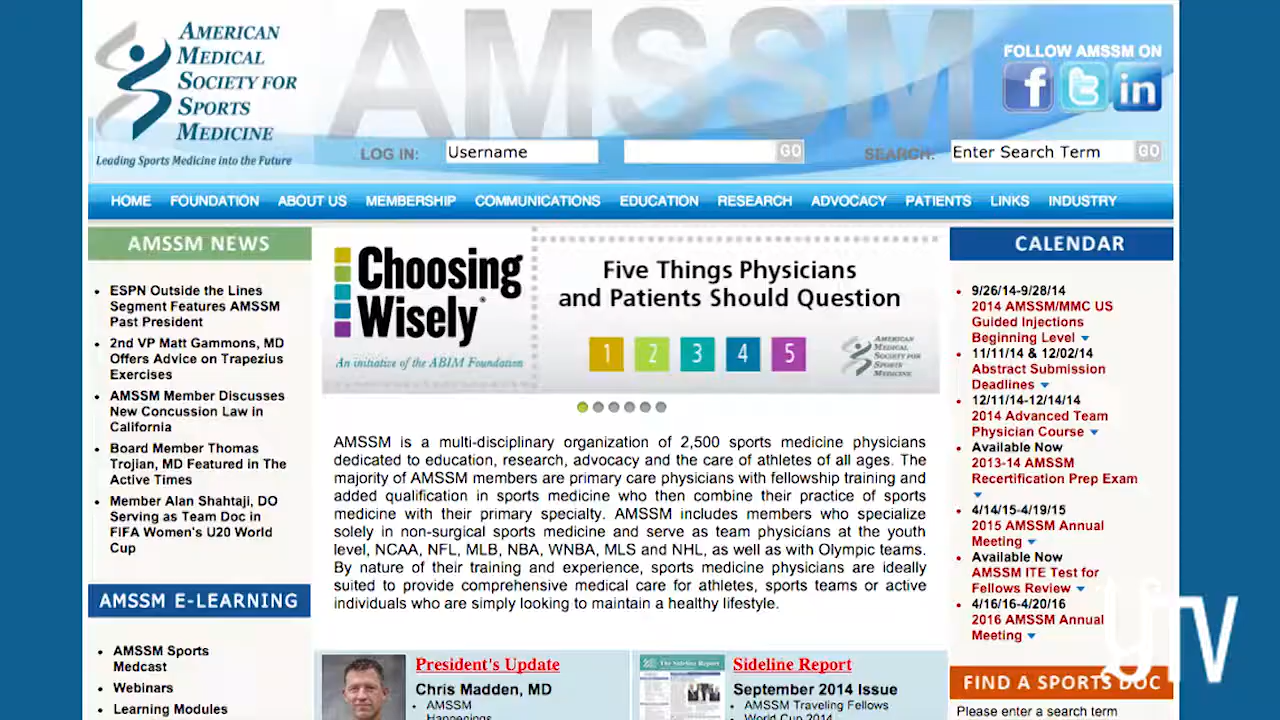 AMERICAN
MEDICAL
SOCIETY FOR
SPORTS
MEDICINE
Leading Sports Medicine into the Future
AMSSM
FOLLOW AMSSM ON
f
t
in
LOG IN:
Username
GO
SEARCH:
Enter Search Term
GO
HOME FOUNDATION ABOUT US MEMBERSHIP COMMUNICATIONS EDUCATION RESEARCH ADVOCACY PATIENTS LINKS INDUSTRY
AMSSM NEWS
ESPN Outside the Lines
Segment Features AMSSM
Past President
2nd VP Matt Gammons, MD
Offers Advice on Trapezius
Exercises
AMSSM Member Discusses
New Concussion Law in
California
Board Member Thomas
Trojian, MD Featured in The
Active Times
Member Alan Shahtaji, DO
Serving as Team Doc in
FIFA Women's U20 World
Cup
AMSSM E-LEARNING
AMSSM Sports
Medcast
Webinars
Learning Modules
Choosing
Wisely®
An initiative of the ABIM Foundation
Five Things Physicians
and Patients Should Question
1 2 3 4 5
AMERICAN
MEDICAL
SOCIETY FOR
SPORTS
MEDICINE
AMSSM is a multi-disciplinary organization of 2,500 sports medicine physicians
dedicated to education, research, advocacy and the care of athletes of all ages. The
majority of AMSSM members are primary care physicians with fellowship training and
added qualification in sports medicine who then combine their practice of sports
medicine with their primary specialty. AMSSM includes members who specialize
solely in non-surgical sports medicine and serve as team physicians at the youth
level, NCAA, NFL, MLB, NBA, WNBA, MLS and NHL, as well as with Olympic teams.
By nature of their training and experience, sports medicine physicians are ideally
suited to provide comprehensive medical care for athletes, sports teams or active
individuals who are simply looking to maintain a healthy lifestyle.
President's Update
Chris Madden, MD
AMSSM
Happenings
The Sideline Report
Sideline Report
September 2014 Issue
AMSSM Traveling Fellows
World Cup 2014
CALENDAR
9/26/14-9/28/14
2014 AMSSM/MMC US
Guided Injections
Beginning Level
11/11/14 & 12/02/14
Abstract Submission
Deadlines
12/11/14-12/14/14
2014 Advanced Team
Physician Course
Available Now
2013-14 AMSSM
Recertification Prep Exam
4/14/15-4/19/15
2015 AMSSM Annual
Meeting
Available Now
AMSSM ITE Test for
Fellows Review
4/16/16-4/20/16
2016 AMSSM Annual
Meeting
FIND A SPORTS DOC
Please enter a search term
TV